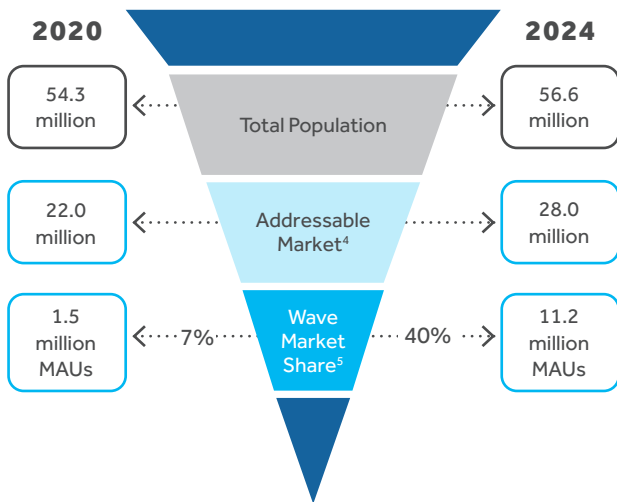 2020
2024
54.3
million
Total Population
56.6
million
22.0
million
Addressable
Market⁴
28.0
million
1.5
million
MAUs
7%
Wave
Market
Share⁵
40%
11.2
million
MAUs